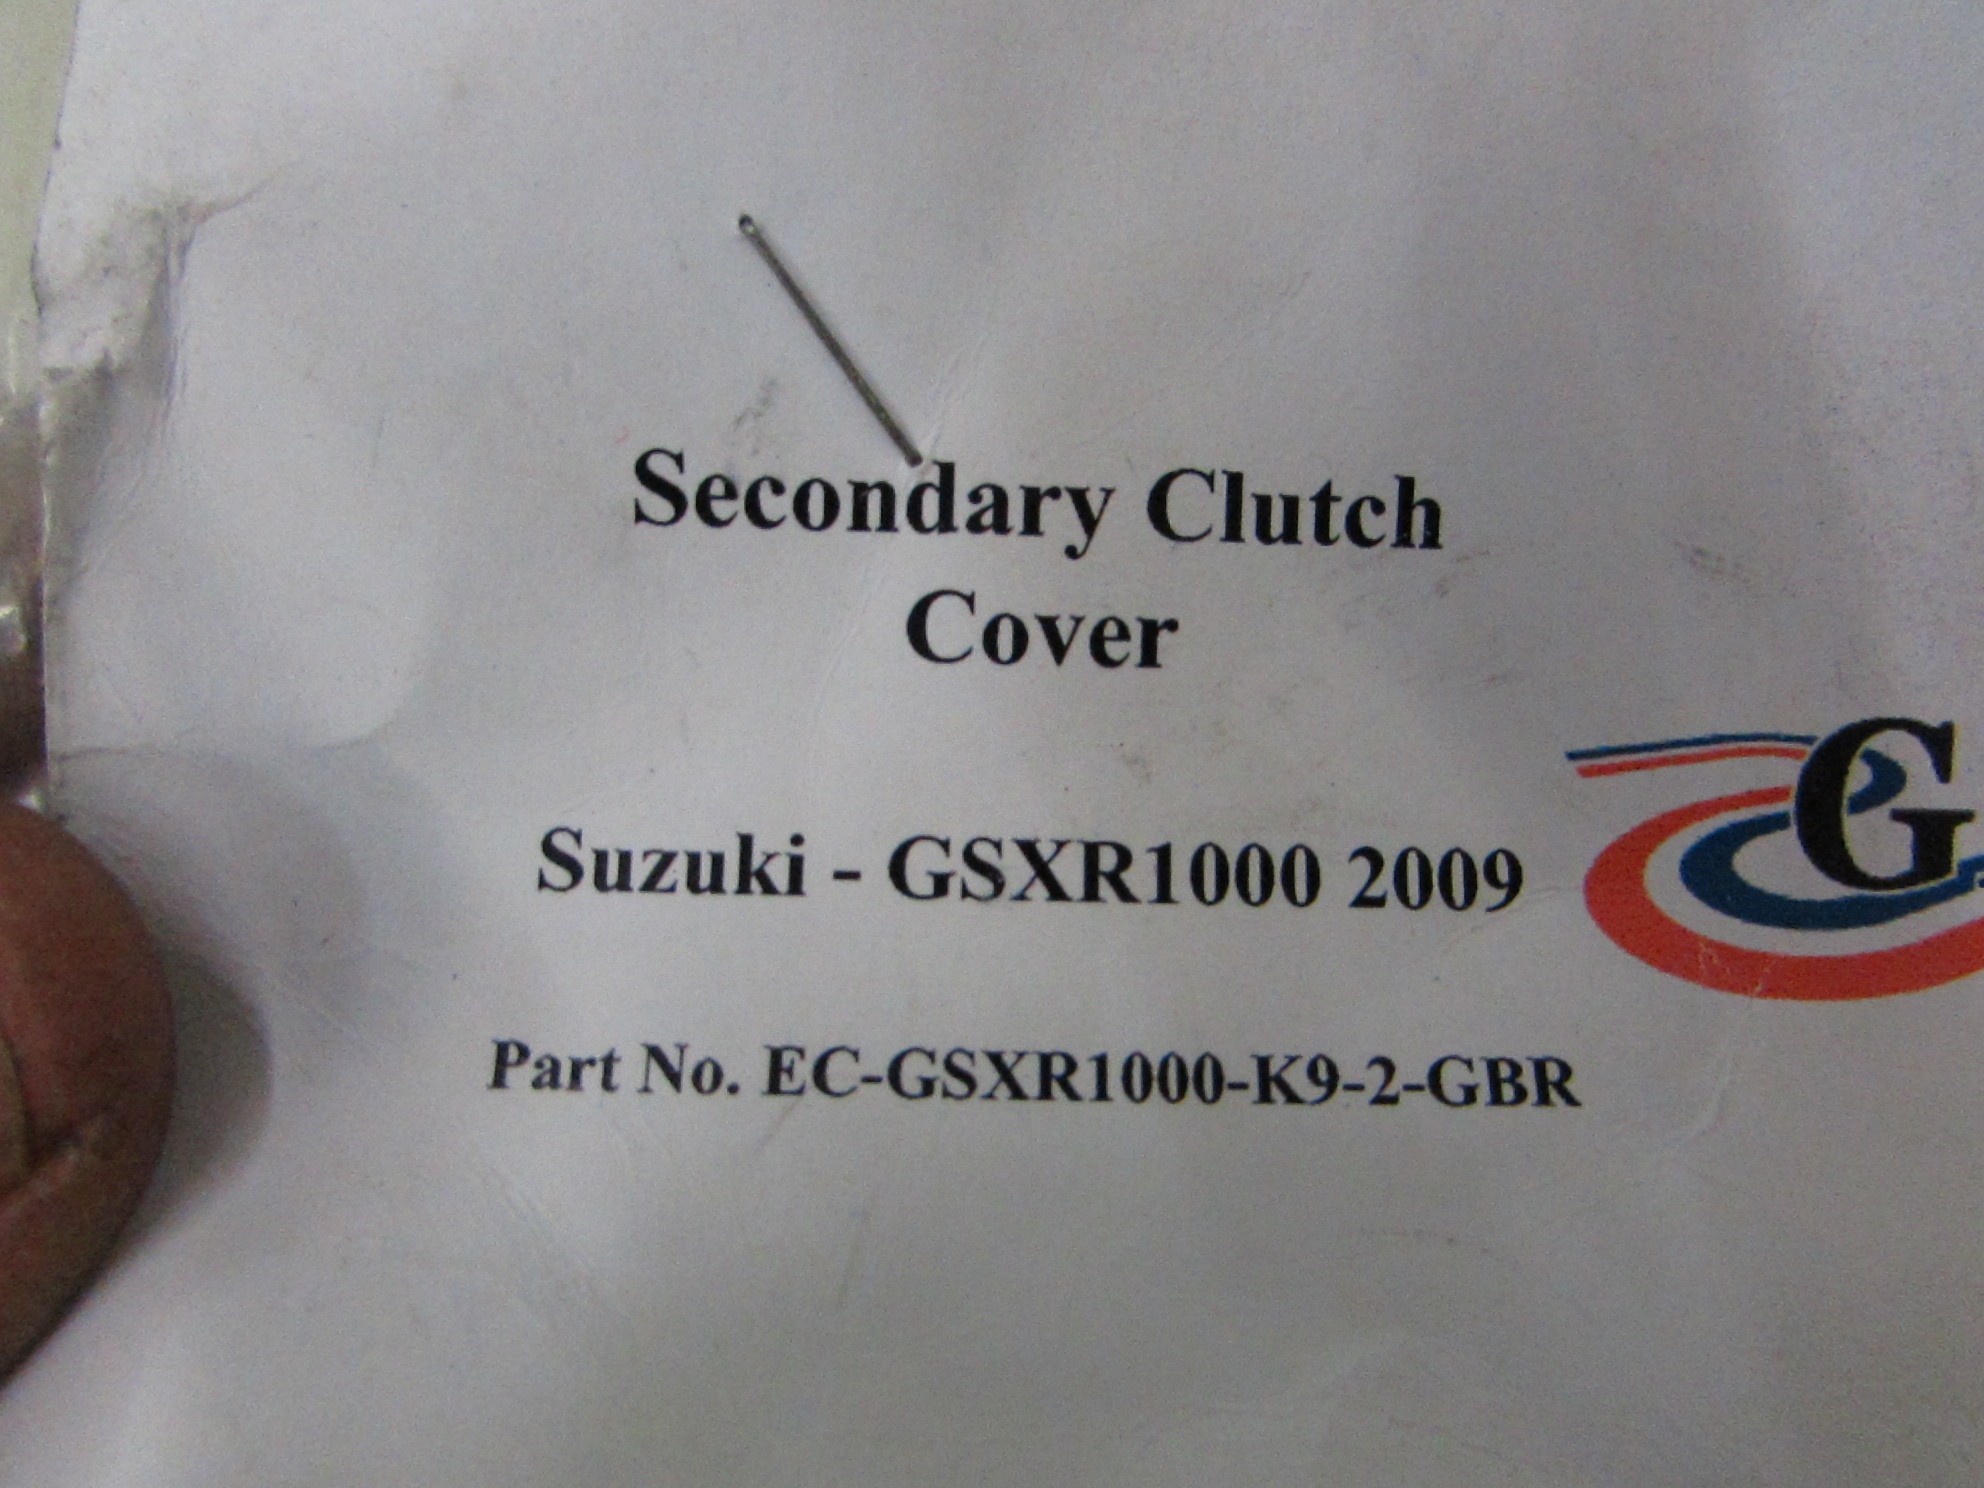 Secondary Clutch
Cover
G
Suzuki - GSXR1000 2009
Part No. EC-GSXR1000-K9-2-GBR